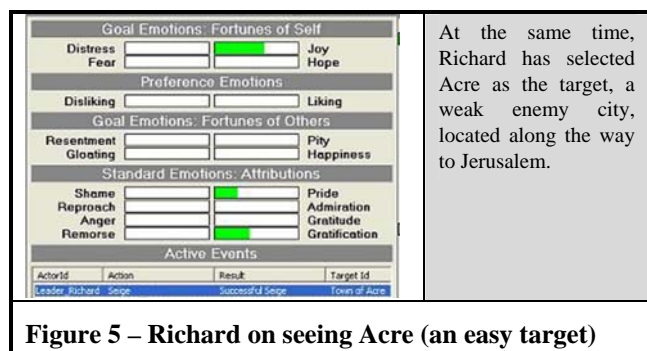 Goal Emotions: Fortunes of Self
Distress Joy
Fear Hope
Preference Emotions
Disliking Liking
Goal Emotions: Fortunes of Others
Resentment Pity
Gloating Happiness
Standard Emotions: Attributions
Shame Pride
Reproach Admiration
Anger Gratitude
Remorse Gratification
Active Events
ActorId Action Result Target Id
Leader_Richard Seige Successful Seige Town of Acre
At the same time,
Richard has selected
Acre as the target, a
weak enemy city,
located along the way
to Jerusalem.
Figure 5 – Richard on seeing Acre (an easy target)